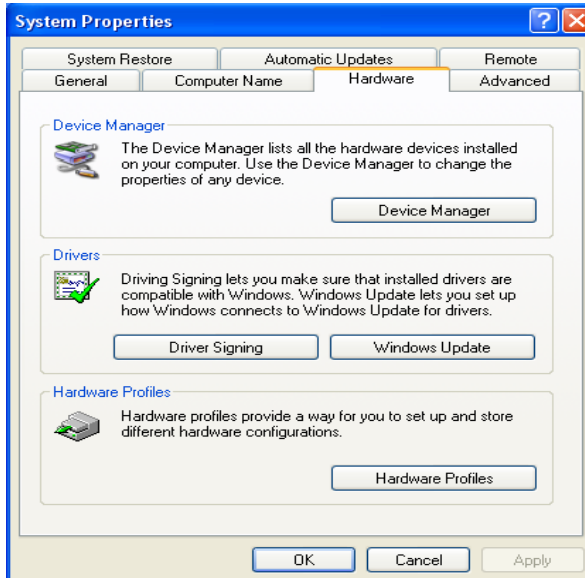 System Properties
System Restore Automatic Updates Remote
General Computer Name Hardware Advanced
Device Manager
The Device Manager lists all the hardware devices installed
on your computer. Use the Device Manager to change the
properties of any device.
Device Manager
Drivers
Driving Signing lets you make sure that installed drivers are
compatible with Windows. Windows Update lets you set up
how Windows connects to Windows Update for drivers.
Driver Signing Windows Update
Hardware Profiles
Hardware profiles provide a way for you to set up and store
different hardware configurations.
Hardware Profiles
OK Cancel Apply